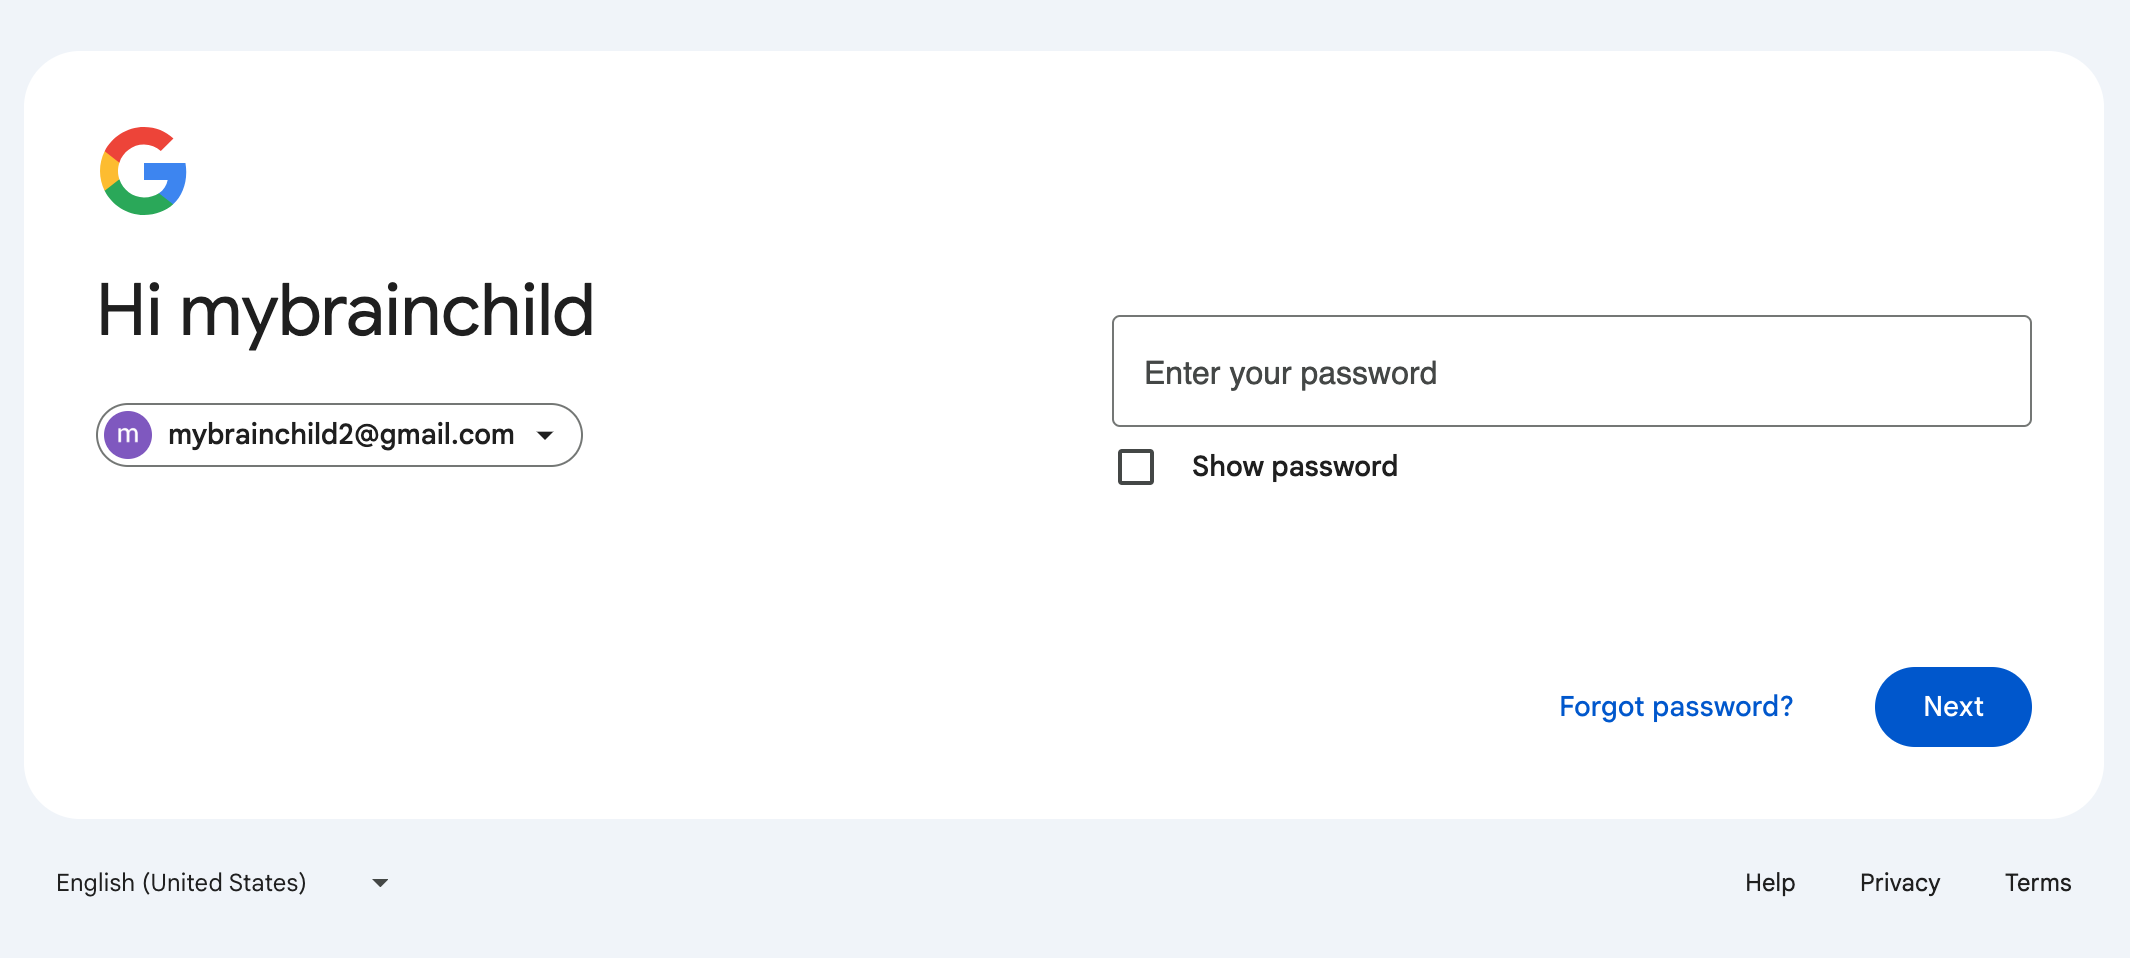 Hi mybrainchild
m mybrainchild2@gmail.com
Enter your password
Show password
Forgot password? Next
English (United States) Help Privacy Terms